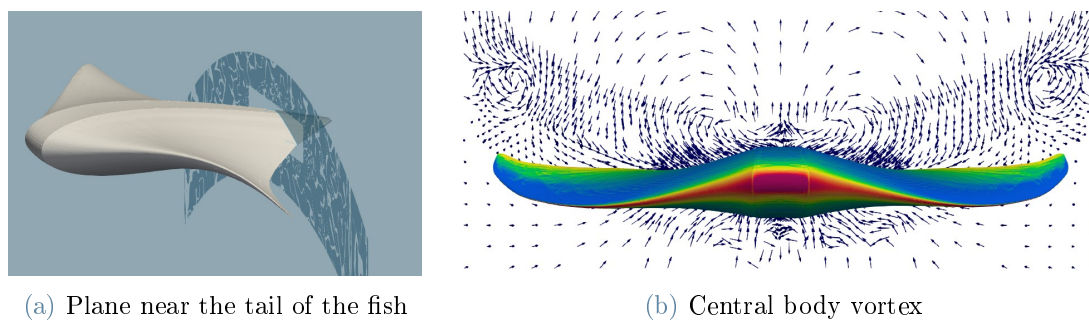 (a) Plane near the tail of the fish
(b) Central body vortex